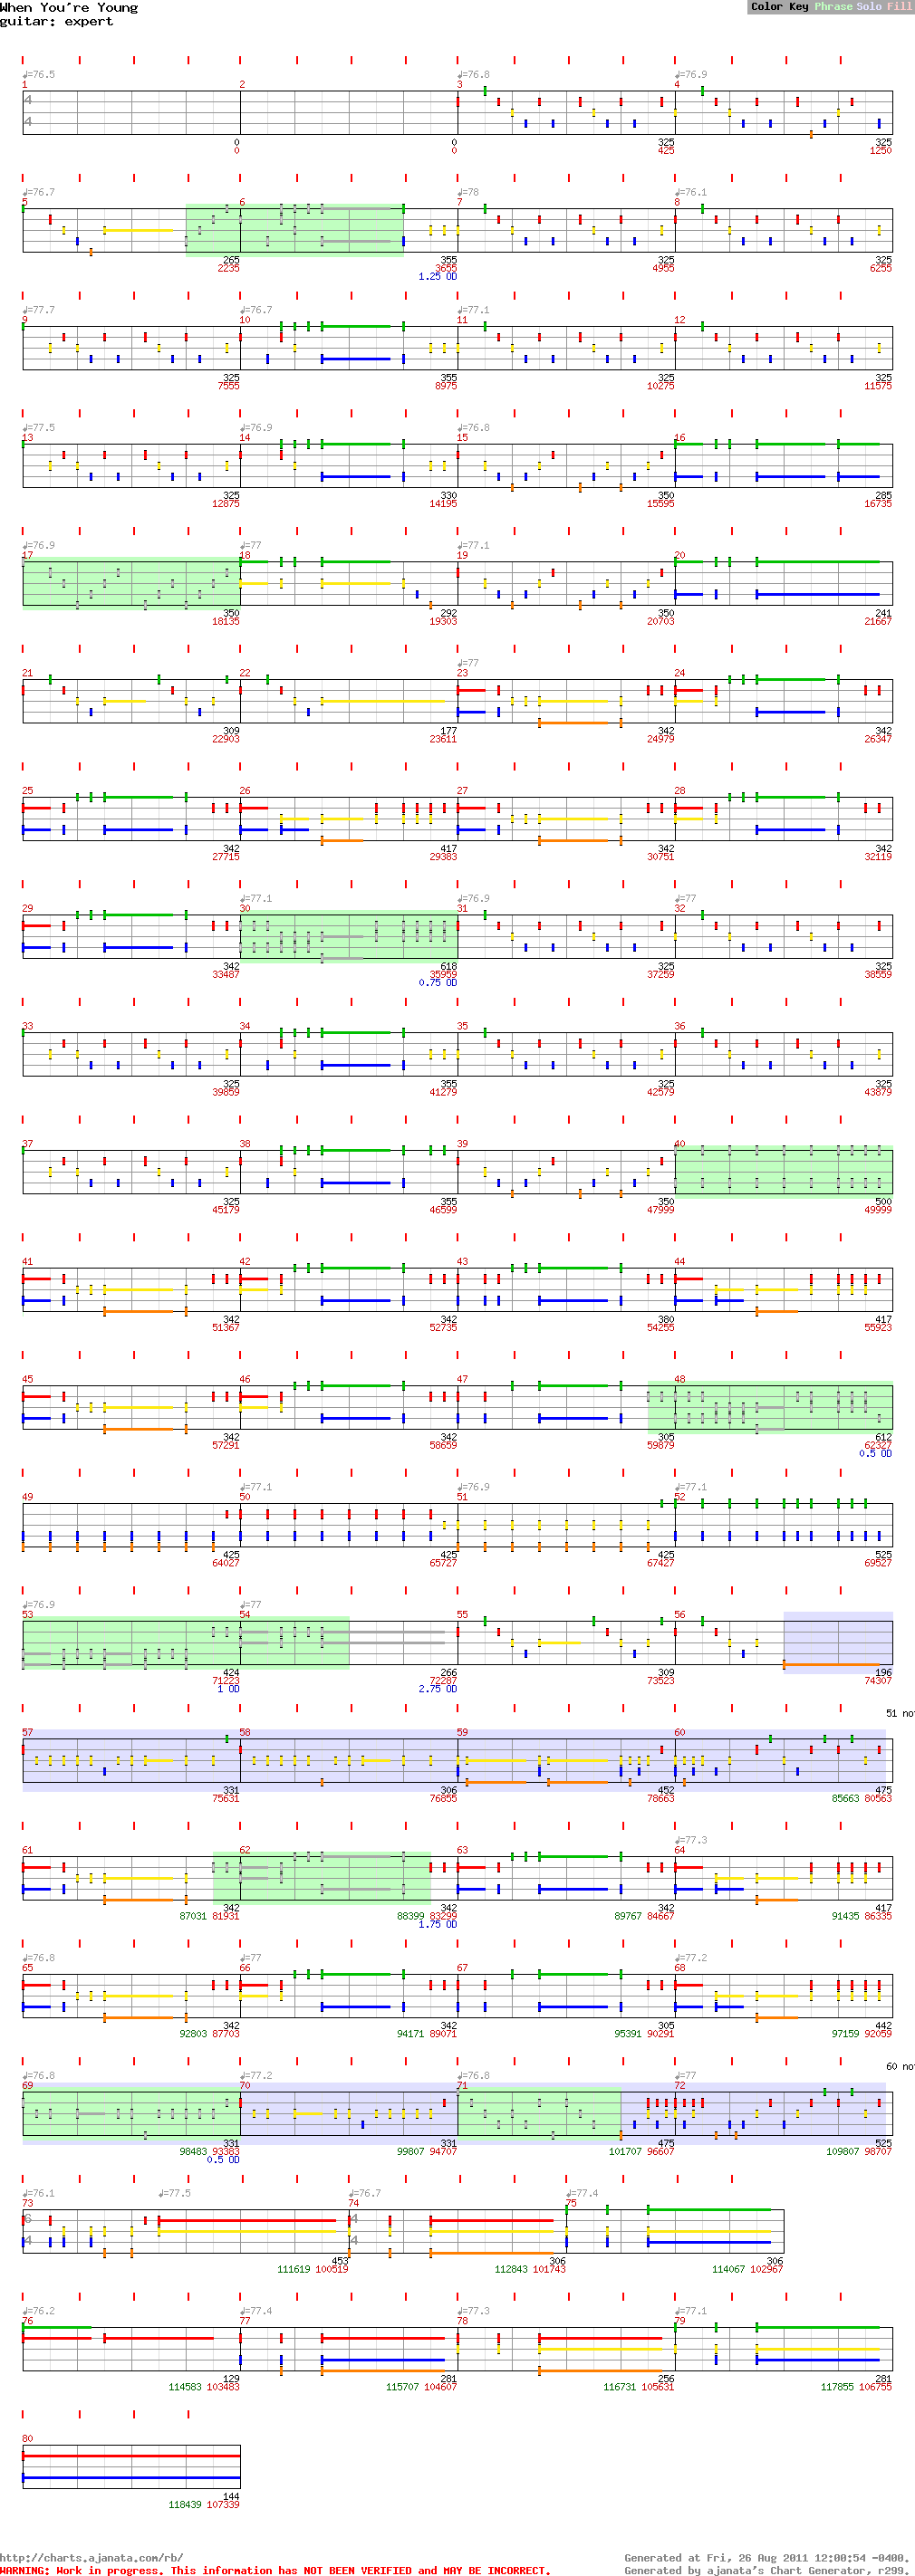 When You're Young
guitar: expert
Color Key Phrase Solo Fill
♩=76.5 ♩=76.8 ♩=76.9
1 2 3 4
4
4
0 0 325 325
0 0 425 1250
♩=76.7 ♩=78 ♩=76.1
5 6 7 8
265 355 325 325
2235 3655 4955 6255
1.25 OD
♩=77.7 ♩=76.7 ♩=77.1
9 10 11 12
325 355 325 325
7555 8975 10275 11575
♩=77.5 ♩=76.9 ♩=76.8
13 14 15 16
325 330 350 285
12875 14195 15595 16735
♩=76.9 ♩=77 ♩=77.1
17 18 19 20
350 292 350 241
18135 19303 20703 21667
♩=77
21 22 23 24
309 177 342 342
22903 23611 24979 26347
25 26 27 28
342 417 342 342
27715 29383 30751 32119
♩=77.1 ♩=76.9 ♩=77
29 30 31 32
342 618 325 325
33487 35959 37259 38559
0.75 OD
33 34 35 36
325 355 325 325
39859 41279 42579 43879
37 38 39 40
325 355 350 500
45179 46599 47999 49999
41 42 43 44
342 342 380 417
51367 52735 54255 55923
45 46 47 48
342 342 305 612
57291 58659 59879 62327
0.5 OD
♩=77.1 ♩=76.9 ♩=77.1
49 50 51 52
425 425 425 525
64027 65727 67427 69527
♩=76.9 ♩=77
53 54 55 56
424 266 309 196
71223 72287 73523 74307
1 OD 2.75 OD
51 no
57 58 59 60
331 306 452 475
75631 76855 78663 85663 80563
♩=77.3
61 62 63 64
342 342 342 417
87031 81931 88399 83299 89767 84667 91435 86335
1.75 OD
♩=76.8 ♩=77 ♩=77.2
65 66 67 68
342 342 305 442
92803 87703 94171 89071 95391 90291 97159 92059
60 no
♩=76.8 ♩=77.2 ♩=76.8 ♩=77
69 70 71 72
331 331 475 525
98483 93383 99807 94707 101707 96607 109807 98707
0.5 OD
♩=76.1 ♩=77.5 ♩=76.7 ♩=77.4
73 74 75
6 4
4 4
453 306 306
111619 100519 112843 101743 114067 102967
♩=76.2 ♩=77.4 ♩=77.3 ♩=77.1
76 77 78 79
129 281 256 281
114583 103483 115707 104607 116731 105631 117855 106755
80
144
118439 107339
http://charts.ajanata.com/rb/ Generated at Fri, 26 Aug 2011 12:00:54 -0400.
WARNING: Work in progress. This information has NOT BEEN VERIFIED and MAY BE INCORRECT. Generated by ajanata's Chart Generator, r299.